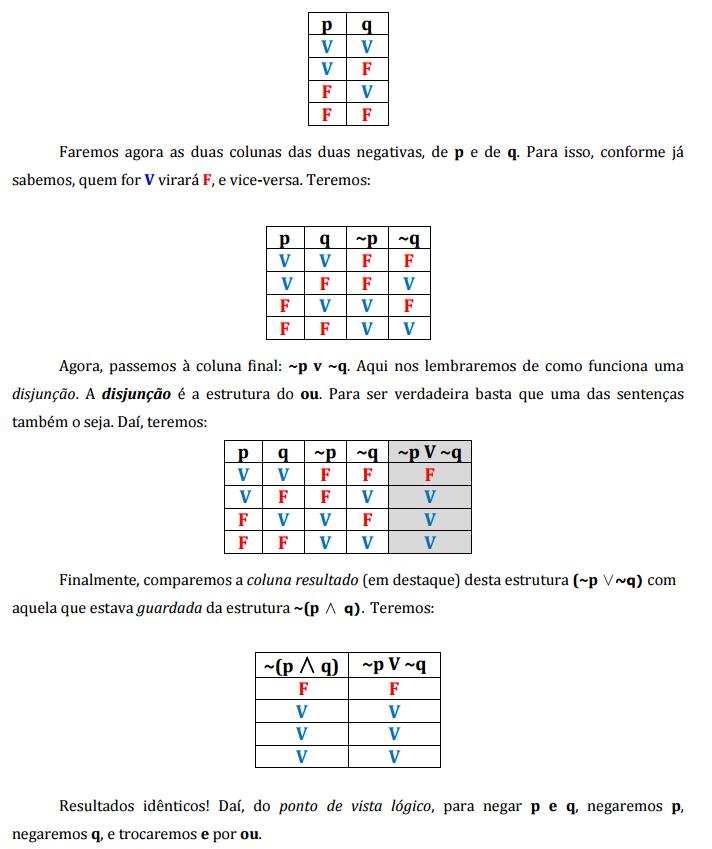 p q
V V
V F
F V
F F
Faremos agora as duas colunas das duas negativas, de p e de q. Para isso, conforme já
sabemos, quem for V virará F, e vice-versa. Teremos:
p q ~p ~q
V V F F
V F F V
F V V F
F F V V
Agora, passemos à coluna final: ~p v ~q. Aqui nos lembraremos de como funciona uma
disjunção. A disjunção é a estrutura do ou. Para ser verdadeira basta que uma das sentenças
também o seja. Daí, teremos:
p q ~p ~q ~p V ~q
V V F F F
V F F V V
F V V F V
F F V V V
Finalmente, comparemos a coluna resultado (em destaque) desta estrutura (~p ∨~q) com
aquela que estava guardada da estrutura ~(p ∧ q). Teremos:
~(p ∧ q) ~p V ~q
F F
V V
V V
V V
Resultados idênticos! Daí, do ponto de vista lógico, para negar p e q, negaremos p,
negaremos q, e trocaremos e por ou.